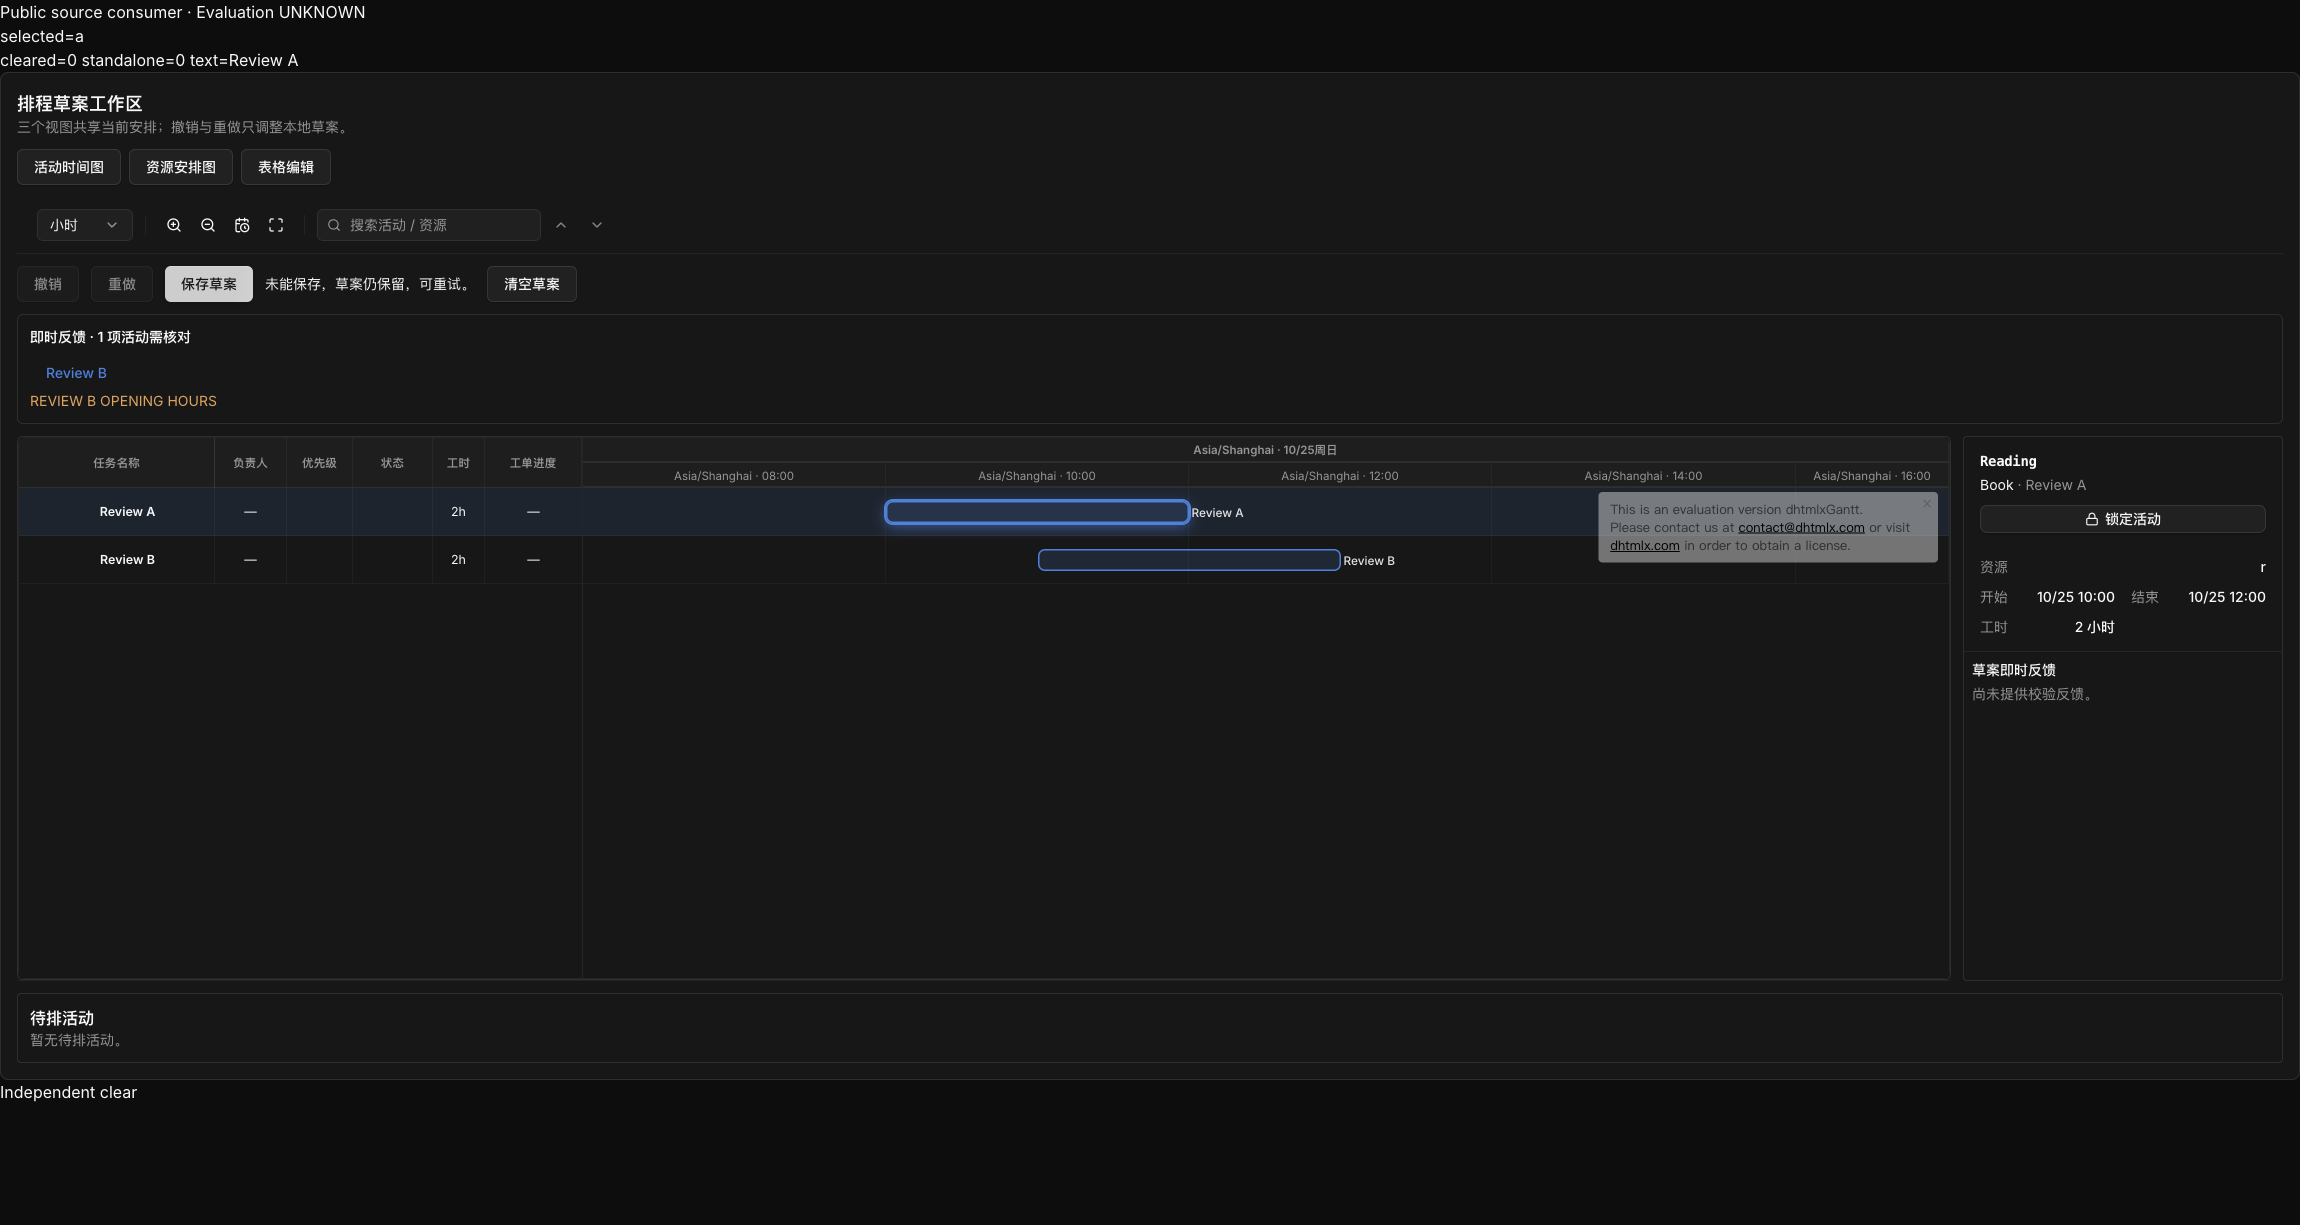 Public source consumer · Evaluation UNKNOWN
selected=a
cleared=0 standalone=0 text=Review A
排程草案工作区
三个视图共享当前安排；撤销与重做只调整本地草案。
活动时间图 资源安排图 表格编辑
小时 搜索活动 / 资源
撤销 重做 保存草案 未能保存，草案仍保留，可重试。 清空草案
即时反馈 · 1 项活动需核对
Review B
REVIEW B OPENING HOURS
任务名称 负责人 优先级 状态 工时 工单进度
Asia/Shanghai · 10/25周日
Asia/Shanghai · 08:00 Asia/Shanghai · 10:00 Asia/Shanghai · 12:00 Asia/Shanghai · 14:00 Asia/Shanghai · 16:00
Review A — 2h — Review A
Review B — 2h — Review B
This is an evaluation version dhtmlxGantt.
Please contact us at contact@dhtmlx.com or visit
dhtmlx.com in order to obtain a license.
Reading
Book · Review A
锁定活动
资源 r
开始 10/25 10:00 结束 10/25 12:00
工时 2 小时
草案即时反馈
尚未提供校验反馈。
待排活动
暂无待排活动。
Independent clear